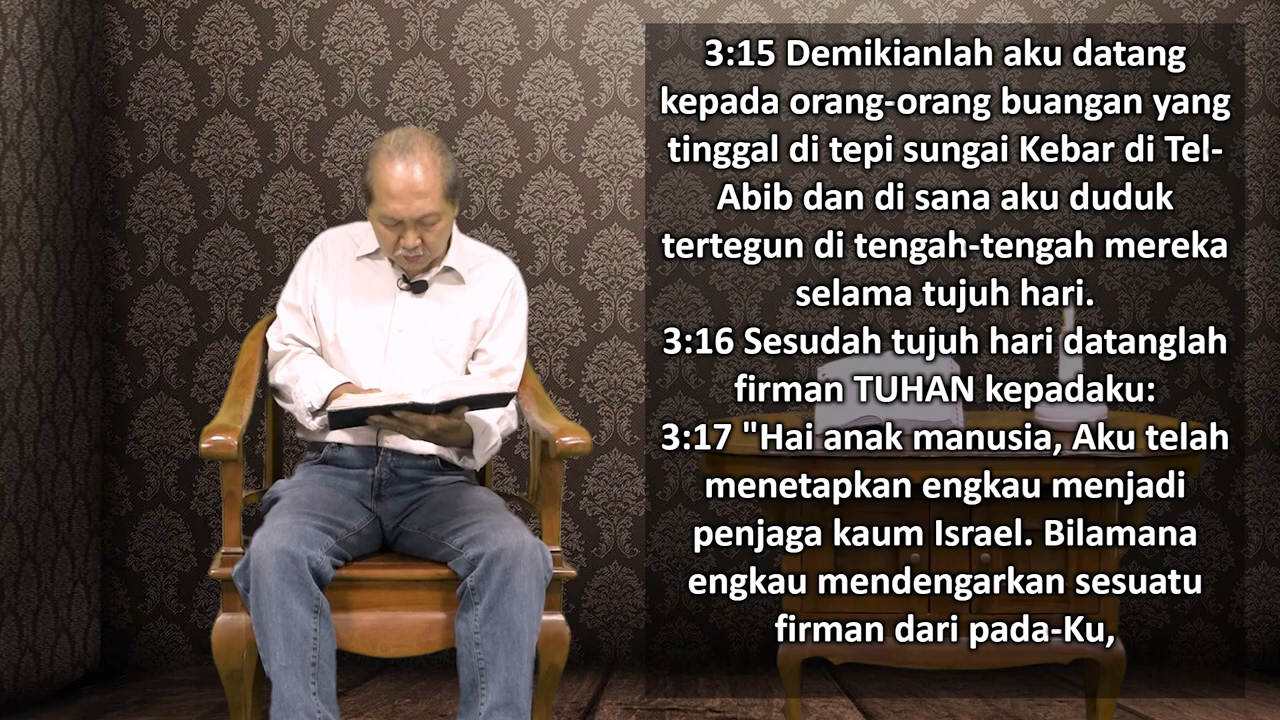 3:15 Demikianlah aku datang
kepada orang-orang buangan yang
tinggal di tepi sungai Kebar di Tel-
Abib dan di sana aku duduk
tertegun di tengah-tengah mereka
selama tujuh hari.
3:16 Sesudah tujuh hari datanglah
firman TUHAN kepadaku:
3:17 "Hai anak manusia, Aku telah
menetapkan engkau menjadi
penjaga kaum Israel. Bilamana
engkau mendengarkan sesuatu
firman dari pada-Ku,